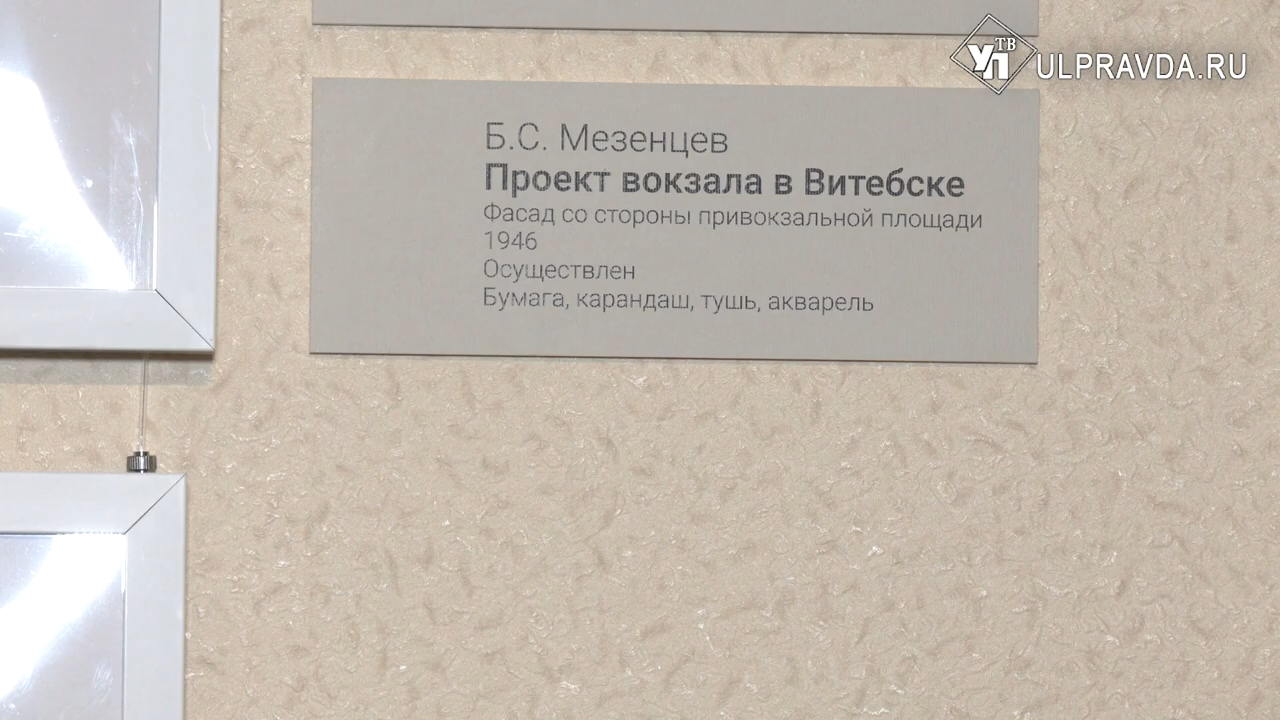 УП ТВ ULPRAVDA.RU
Б.С. Мезенцев
Проект вокзала в Витебске
Фасад со стороны привокзальной площади
1946
Осуществлен
Бумага, карандаш, тушь, акварель